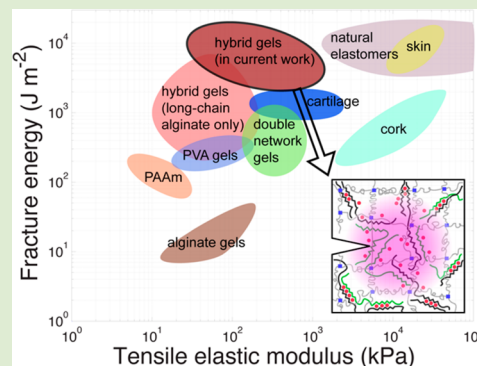 Fracture energy (J m⁻²)
10⁴
10³
10²
10¹
10⁰
hybrid gels
(in current work)
natural
elastomers
skin
hybrid gels
(long-chain
alginate only)
cartilage
double
network
gels
cork
PVA gels
PAAm
alginate gels
10⁰
10¹
10²
10³
10⁴
10
Tensile elastic modulus (kPa)